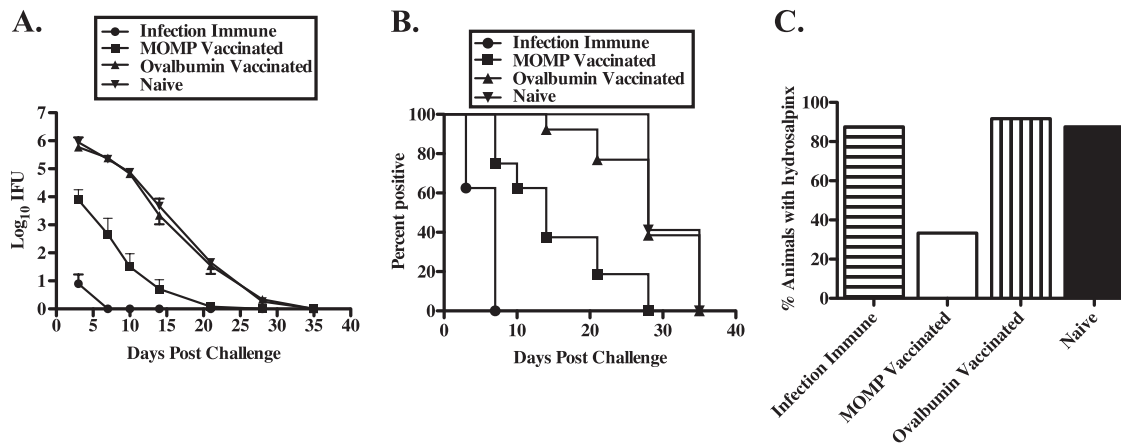 A.
Infection Immune
MOMP Vaccinated
Ovalbumin Vaccinated
Naive
7
6
5
4
3
2
1
0
Log10 IFU
0 5 10 15 20 25 30 35 40
Days Post Challenge
B.
Infection Immune
MOMP Vaccinated
Ovalbumin Vaccinated
Naive
100
80
60
40
20
0
Percent positive
0 10 20 30 40
Days Post Challenge
C.
100
80
60
40
20
0
% Animals with hydrosalpinx
Infection Immune
MOMP Vaccinated
Ovalbumin Vaccinated
Naive